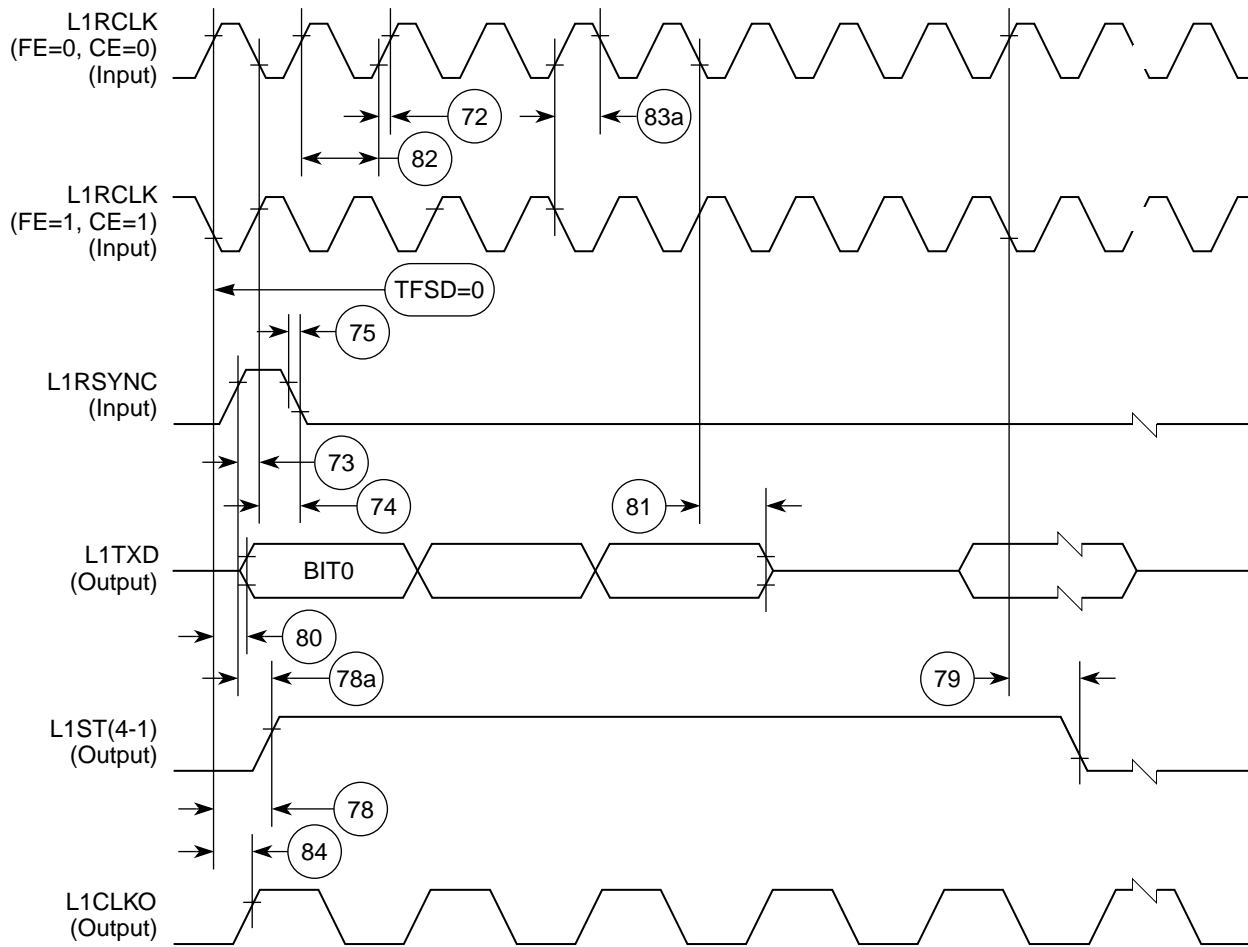 L1RCLK
(FE=0, CE=0)
(Input)
72
83a
82
L1RCLK
(FE=1, CE=1)
(Input)
TFSD=0
75
L1RSYNC
(Input)
73
74
81
L1TXD
(Output)
BIT0
80
78a
79
L1ST(4-1)
(Output)
78
84
L1CLKO
(Output)